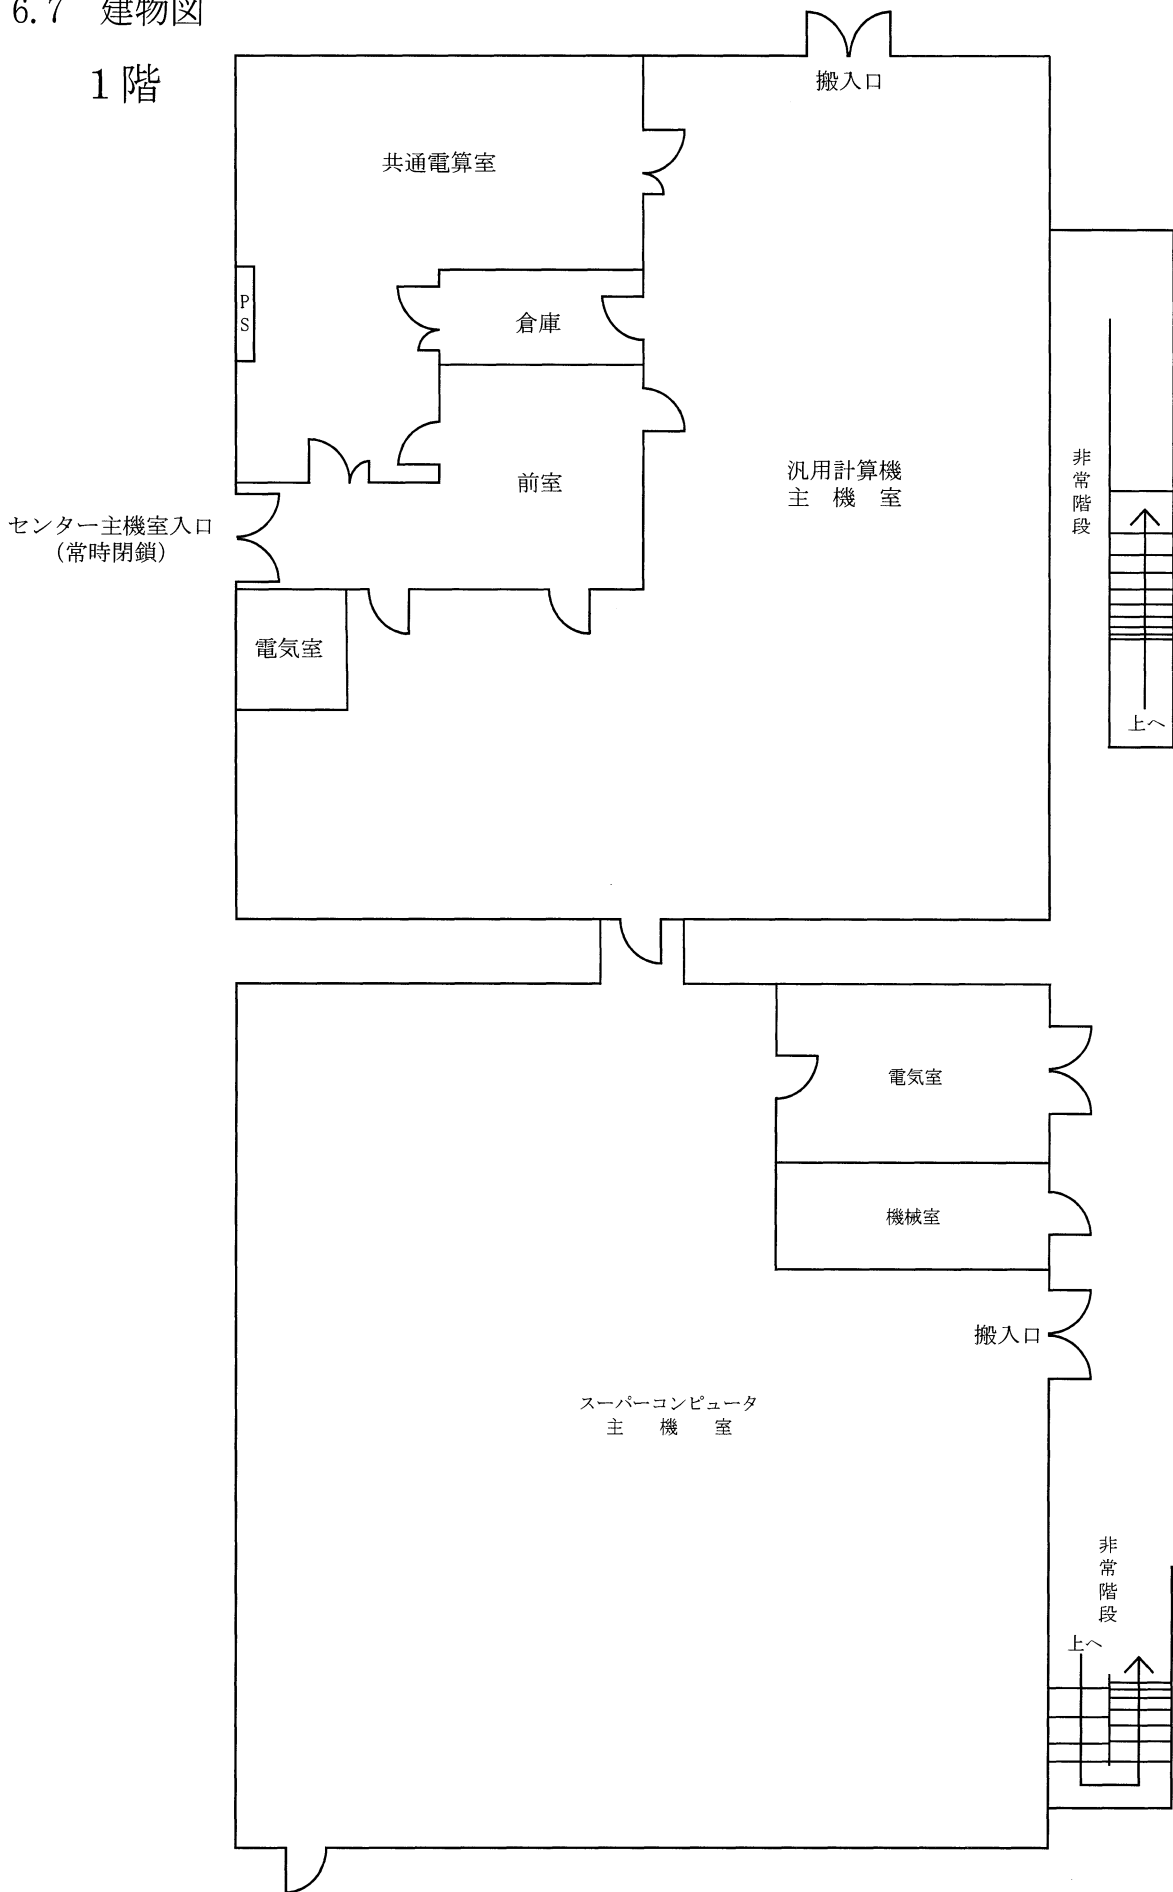 6.7 建物図
1階
搬入口
共通電算室
PS
倉庫
前室
汎用計算機
主機室
非常階段
センター主機室入口
(常時閉鎖)
電気室
上へ
電気室
機械室
搬入口
スーパーコンピュータ
主機室
非常階段
上へ